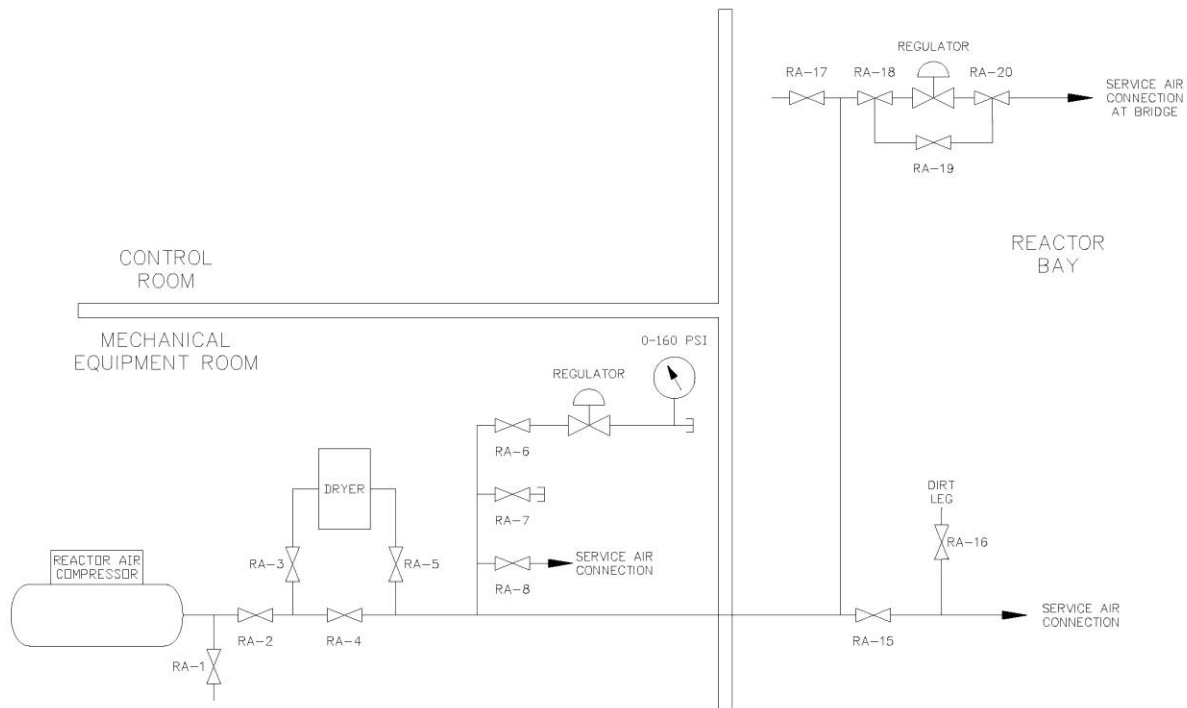 REGULATOR
RA-17
RA-18
RA-20
SERVICE AIR
CONNECTION
AT BRIDGE
RA-19
CONTROL
ROOM
REACTOR
BAY
MECHANICAL
EQUIPMENT ROOM
0-160 PSI
REGULATOR
RA-6
DRYER
RA-7
DIRT
LEG
RA-16
REACTOR AIR
COMPRESSOR
RA-3
RA-5
SERVICE AIR
CONNECTION
RA-8
SERVICE AIR
CONNECTION
RA-2
RA-4
RA-15
RA-1